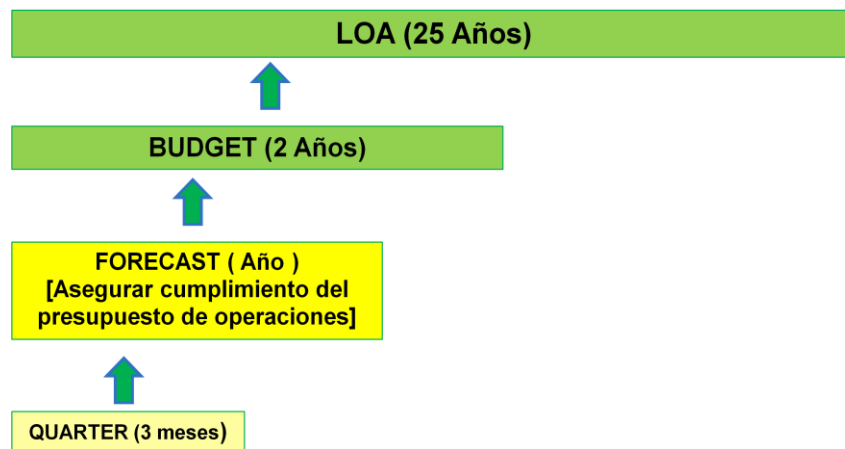 LOA (25 Años)
BUDGET (2 Años)
FORECAST ( Año )
[Asegurar cumplimiento del
presupuesto de operaciones]
QUARTER (3 meses)